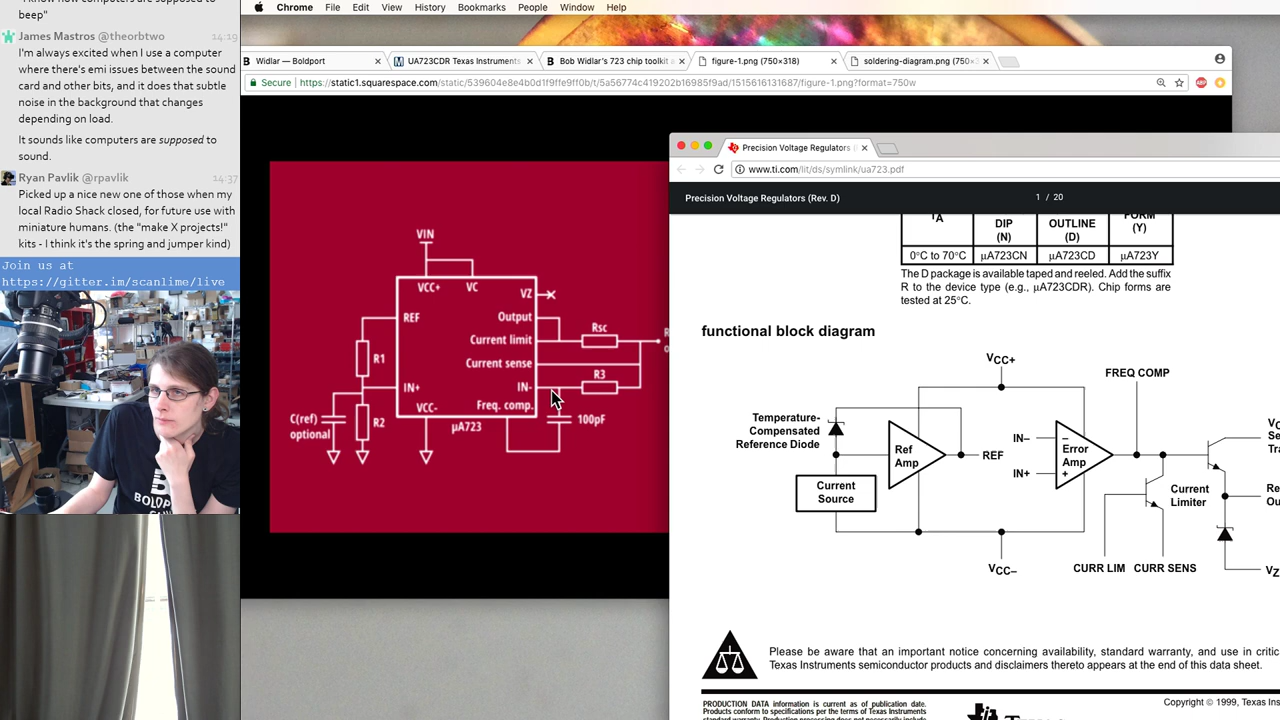 "I know how computers are supposed to
beep"
James Mastros @theorbtwo 14:19
I'm always excited when I use a computer
where there's emi issues between the sound
card and other bits, and it does that subtle
noise in the background that changes
depending on load.
It sounds like computers are supposed to
sound.
Ryan Pavlik @rpavlik 14:37
Picked up a nice new one of those when my
local Radio Shack closed, for future use with
miniature humans. (the "make X projects!"
kits - I think it's the spring and jumper kind)
Join us at
https://gitter.im/scanlime/live
Chrome File Edit View History Bookmarks People Window Help
Widlar — Boldport
UA723CDR Texas Instruments
Bob Widlar's 723 chip toolkit a
figure-1.png (750×318)
soldering-diagram.png (750×
Secure https://static1.squarespace.com/static/539604e8e4b0d1f9ffe9ff0b/t/5a56774c419202b16985f9ad/1515616131687/figure-1.png?format=750w
VIN
VCC+ VC
VZ
REF
Output
Rsc
Current limit
R1
Current sense
R3
IN+
IN-
VCC-
Freq. comp.
C(ref)
optional
R2
100pF
µA723
Precision Voltage Regulators (
www.ti.com/lit/ds/symlink/ua723.pdf
Precision Voltage Regulators (Rev. D)
1 / 20
TA
DIP
(N)
OUTLINE
(D)
FORM
(Y)
0°C to 70°C µA723CN µA723CD µA723Y
The D package is available taped and reeled. Add the suffix
R to the device type (e.g., µA723CDR). Chip forms are
tested at 25°C.
functional block diagram
VCC+
FREQ COMP
Temperature-
Compensated
Reference Diode
Ref
Amp
REF
IN–
IN+
–
Error
Amp
+
Current
Source
Current
Limiter
VCC–
CURR LIM CURR SENS
VZ
Please be aware that an important notice concerning availability, standard warranty, and use in critic
Texas Instruments semiconductor products and disclaimers thereto appears at the end of this data sheet.
PRODUCTION DATA information is current as of publication date.
Products conform to specifications per the terms of Texas Instruments
standard warranty. Production processing does not necessarily include
Copyright © 1999, Texas Ins